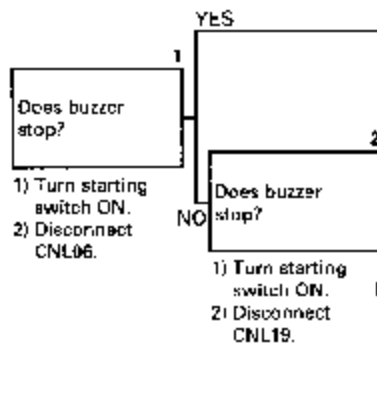 YES
1
Does buzzer
stop?
1) Turn starting
switch ON.
2) Disconnect
CNL06.
NO
2
Does buzzer
stop?
1) Turn starting
switch ON.
2) Disconnect
CNL19.